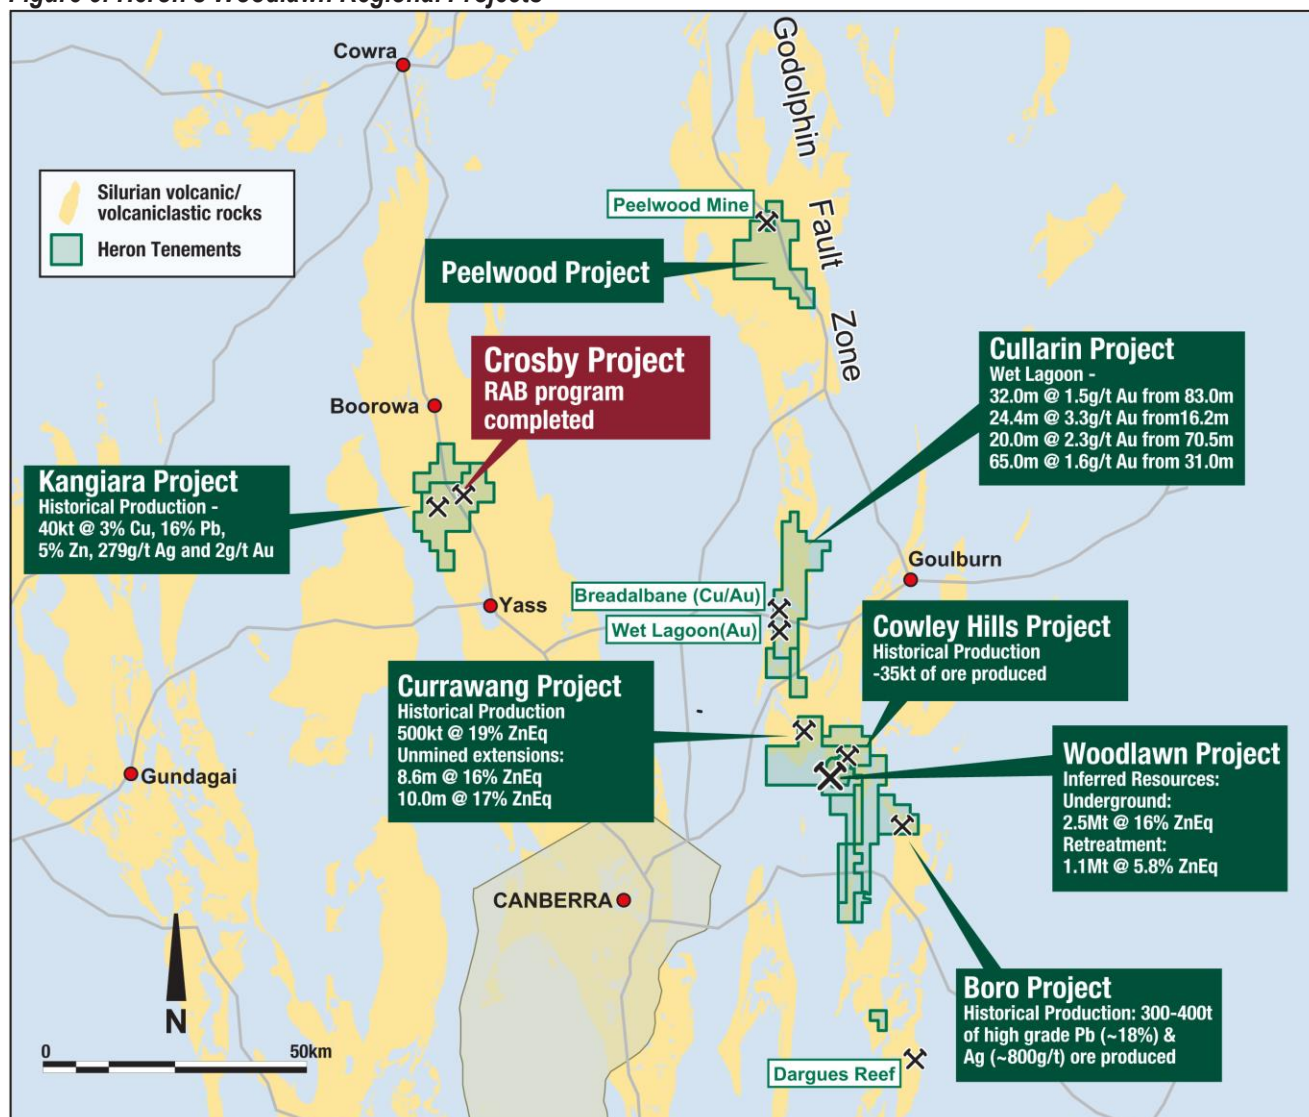 Cowra
Godolphin Fault Zone
Silurian volcanic/
volcaniclastic rocks
Heron Tenements
Peelwood Mine
Peelwood Project
Crosby Project
RAB program
completed
Cullarin Project
Wet Lagoon -
32.0m @ 1.5g/t Au from 83.0m
24.4m @ 3.3g/t Au from16.2m
20.0m @ 2.3g/t Au from 70.5m
65.0m @ 1.6g/t Au from 31.0m
Boorowa
Kangiara Project
Historical Production -
40kt @ 3% Cu, 16% Pb,
5% Zn, 279g/t Ag and 2g/t Au
Goulburn
Breadalbane (Cu/Au)
Wet Lagoon(Au)
Yass
Cowley Hills Project
Historical Production
-35kt of ore produced
Currawang Project
Historical Production
500kt @ 19% ZnEq
Unmined extensions:
8.6m @ 16% ZnEq
10.0m @ 17% ZnEq
Woodlawn Project
Inferred Resources:
Underground:
2.5Mt @ 16% ZnEq
Retreatment:
1.1Mt @ 5.8% ZnEq
Gundagai
CANBERRA
Boro Project
Historical Production: 300-400t
of high grade Pb (~18%) &
Ag (~800g/t) ore produced
N
0 50km
Dargues Reef